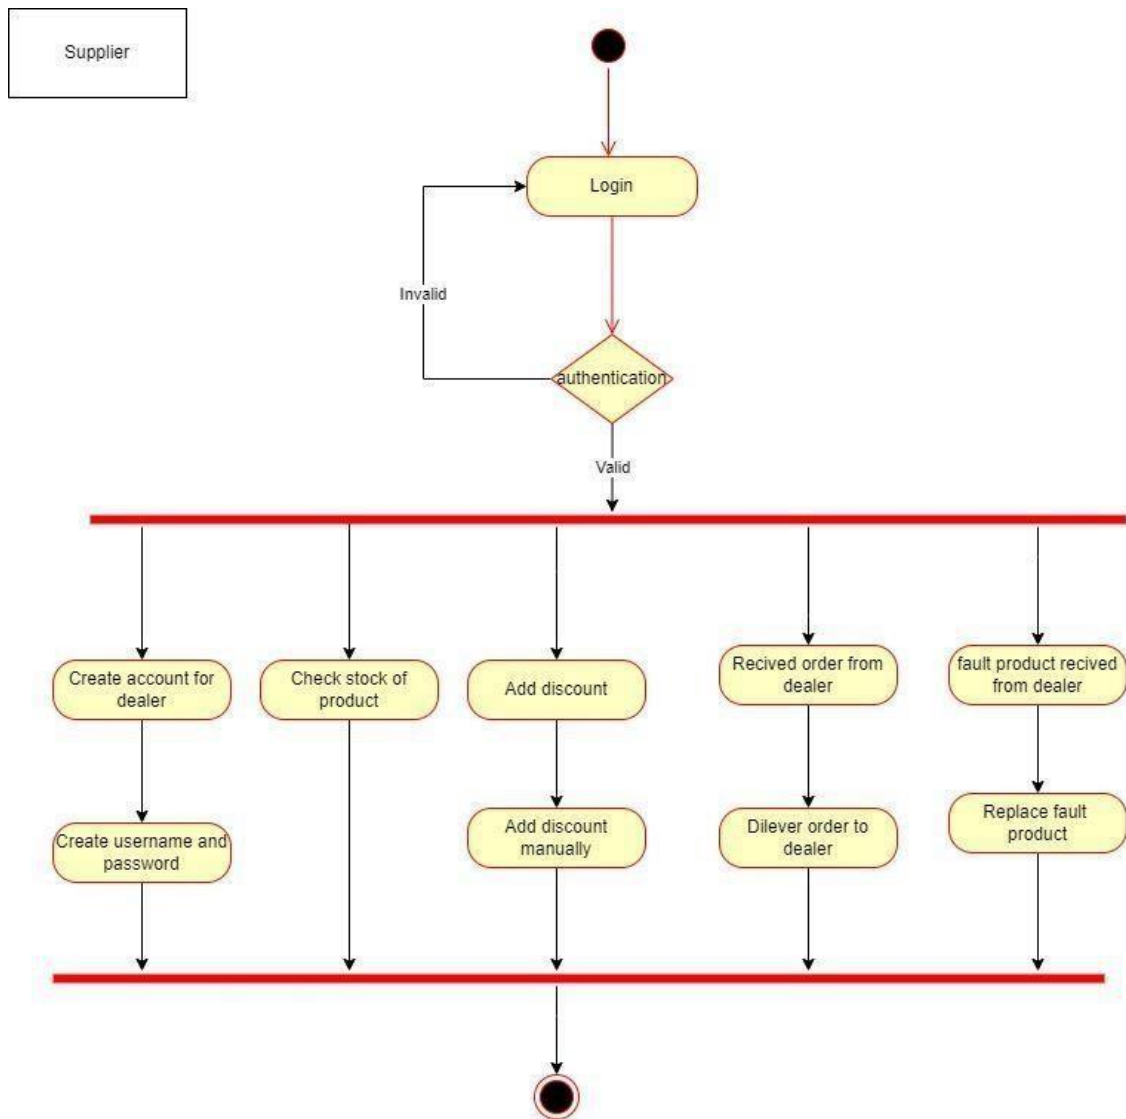 Supplier
Login
Invalid
authentication
Valid
Create account for
dealer
Check stock of
product
Add discount
Recived order from
dealer
fault product recived
from dealer
Create username and
password
Add discount
manually
Dilever order to
dealer
Replace fault
product